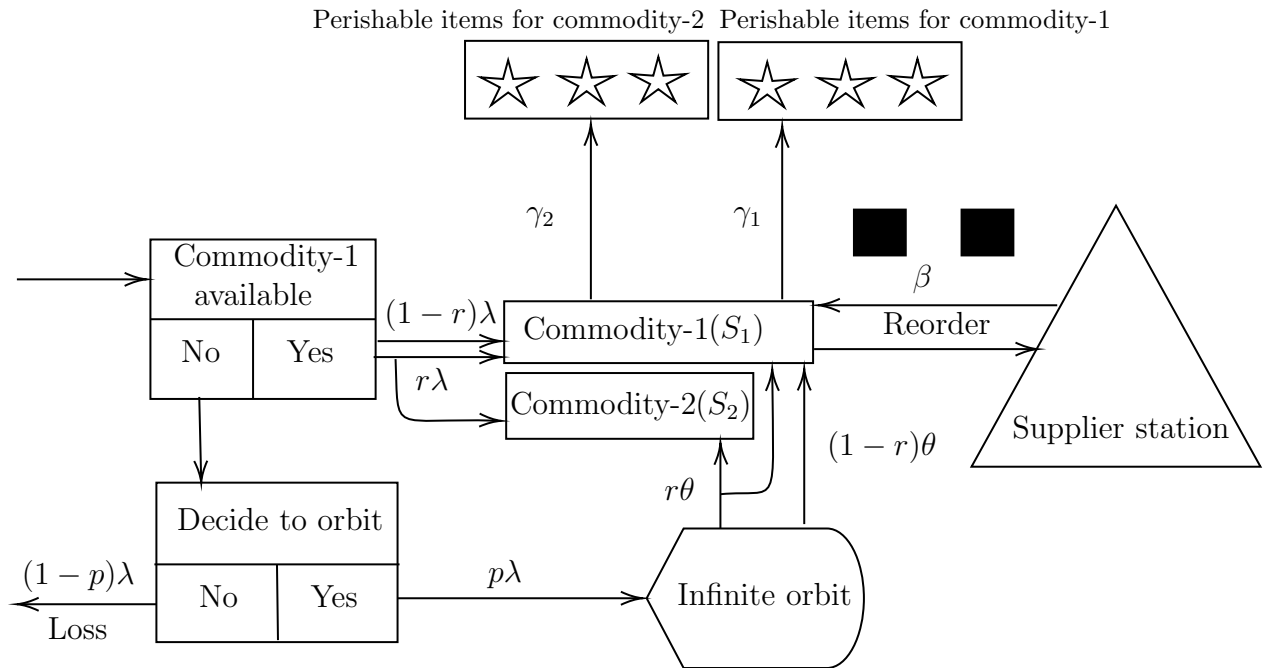 Perishable items for commodity-2
Perishable items for commodity-1
γ₂
γ₁
β
Commodity-1
available
No
Yes
(1 − r)λ
rλ
Commodity-1(S₁)
Reorder
Commodity-2(S₂)
Supplier station
(1 − r)θ
rθ
Decide to orbit
No
Yes
(1 − p)λ
Loss
pλ
Infinite orbit